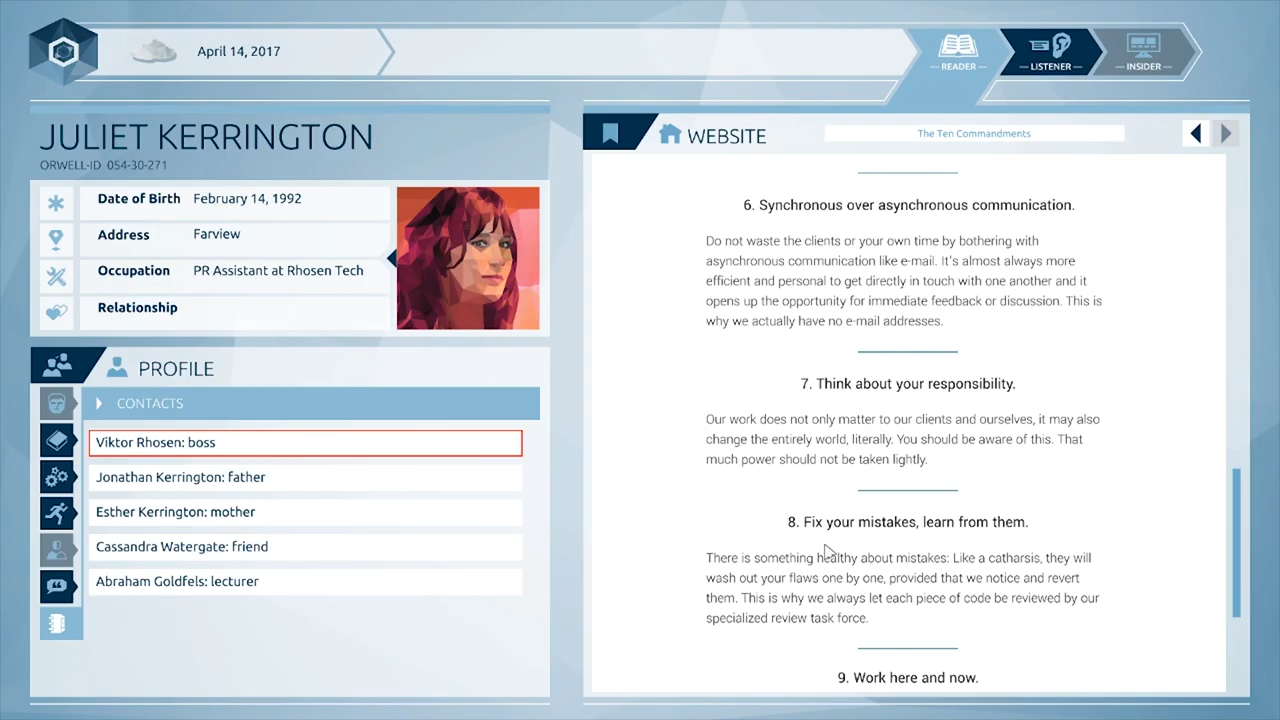 April 14, 2017
READER
LISTENER
INSIDER
JULIET KERRINGTON
ORWELL-ID 054-30-271
Date of Birth February 14, 1992
Address Farview
Occupation PR Assistant at Rhosen Tech
Relationship
PROFILE
CONTACTS
Viktor Rhosen: boss
Jonathan Kerrington: father
Esther Kerrington: mother
Cassandra Watergate: friend
Abraham Goldfels: lecturer
WEBSITE
The Ten Commandments
6. Synchronous over asynchronous communication.
Do not waste the clients or your own time by bothering with
asynchronous communication like e-mail. It's almost always more
efficient and personal to get directly in touch with one another and it
opens up the opportunity for immediate feedback or discussion. This is
why we actually have no e-mail addresses.
7. Think about your responsibility.
Our work does not only matter to our clients and ourselves, it may also
change the entirely world, literally. You should be aware of this. That
much power should not be taken lightly.
8. Fix your mistakes, learn from them.
There is something healthy about mistakes: Like a catharsis, they will
wash out your flaws one by one, provided that we notice and revert
them. This is why we always let each piece of code be reviewed by our
specialized review task force.
9. Work here and now.